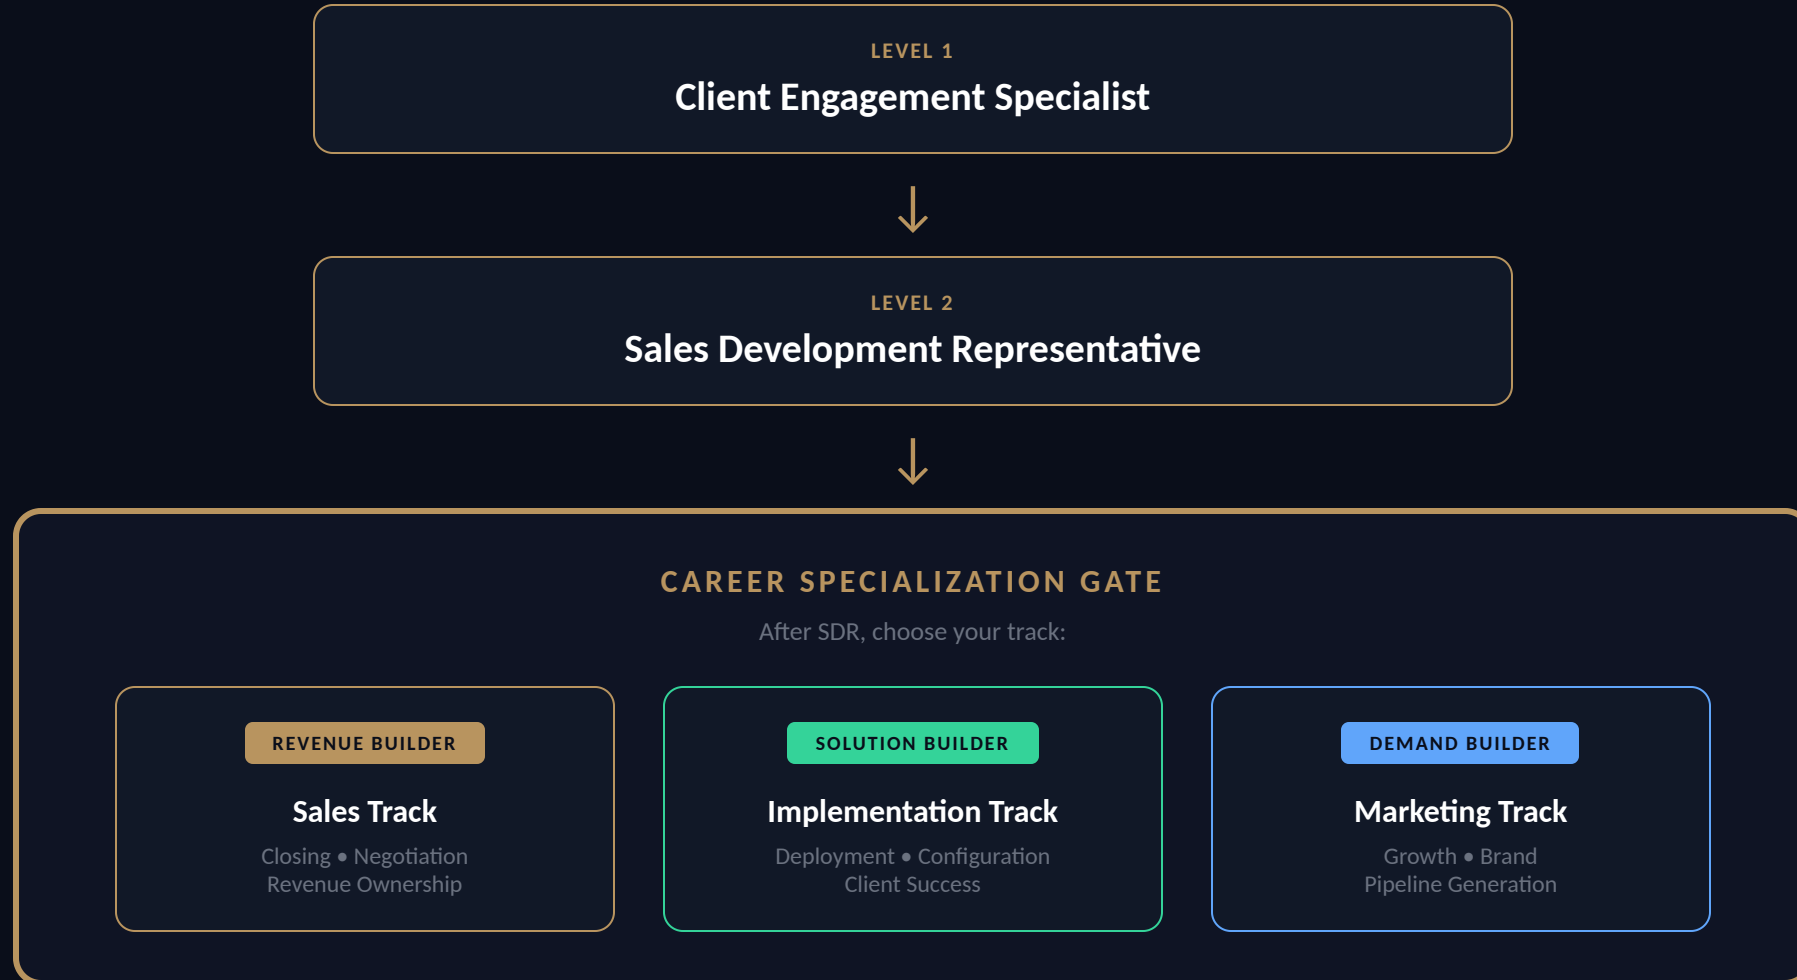 LEVEL 1
Client Engagement Specialist
LEVEL 2
Sales Development Representative
CAREER SPECIALIZATION GATE
After SDR, choose your track:
REVENUE BUILDER
Sales Track
Closing • Negotiation
Revenue Ownership
SOLUTION BUILDER
Implementation Track
Deployment • Configuration
Client Success
DEMAND BUILDER
Marketing Track
Growth • Brand
Pipeline Generation